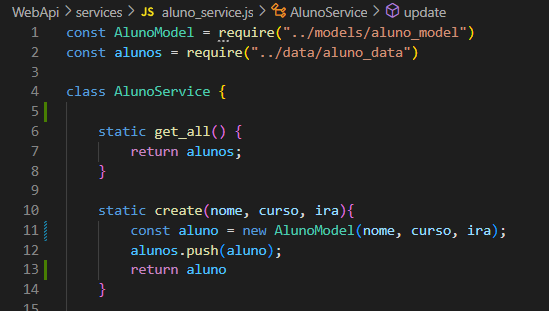 WebApi > services > JS aluno_service.js > AlunoService > update
1 const AlunoModel = require("../models/aluno_model")
2 const alunos = require("../data/aluno_data")
3
4 class AlunoService {
5
6 static get_all() {
7 return alunos;
8 }
9
10 static create(nome, curso, ira){
11 const aluno = new AlunoModel(nome, curso, ira);
12 alunos.push(aluno);
13 return aluno
14 }
15